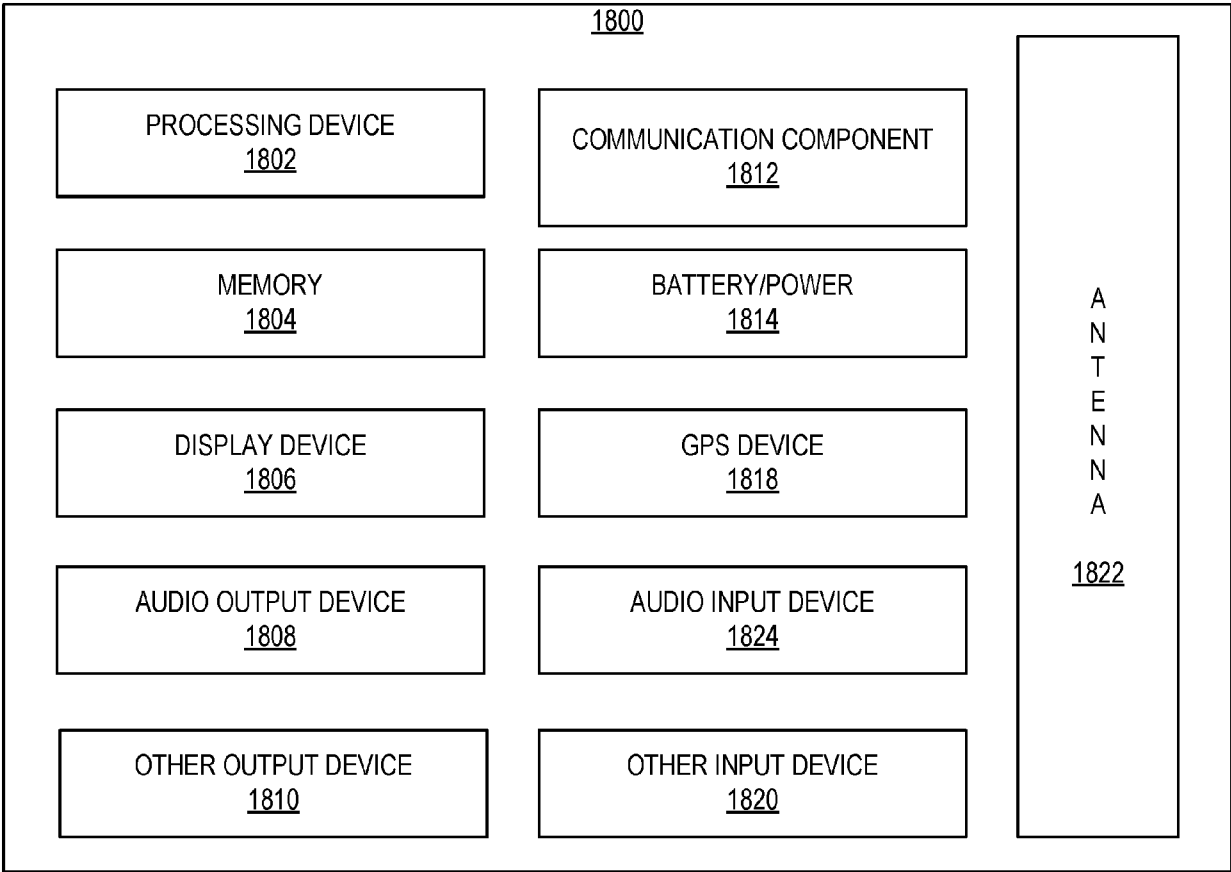 1800
PROCESSING DEVICE
1802
COMMUNICATION COMPONENT
1812
MEMORY
1804
BATTERY/POWER
1814
DISPLAY DEVICE
1806
GPS DEVICE
1818
AUDIO OUTPUT DEVICE
1808
AUDIO INPUT DEVICE
1824
OTHER OUTPUT DEVICE
1810
OTHER INPUT DEVICE
1820
A
N
T
E
N
N
A
1822